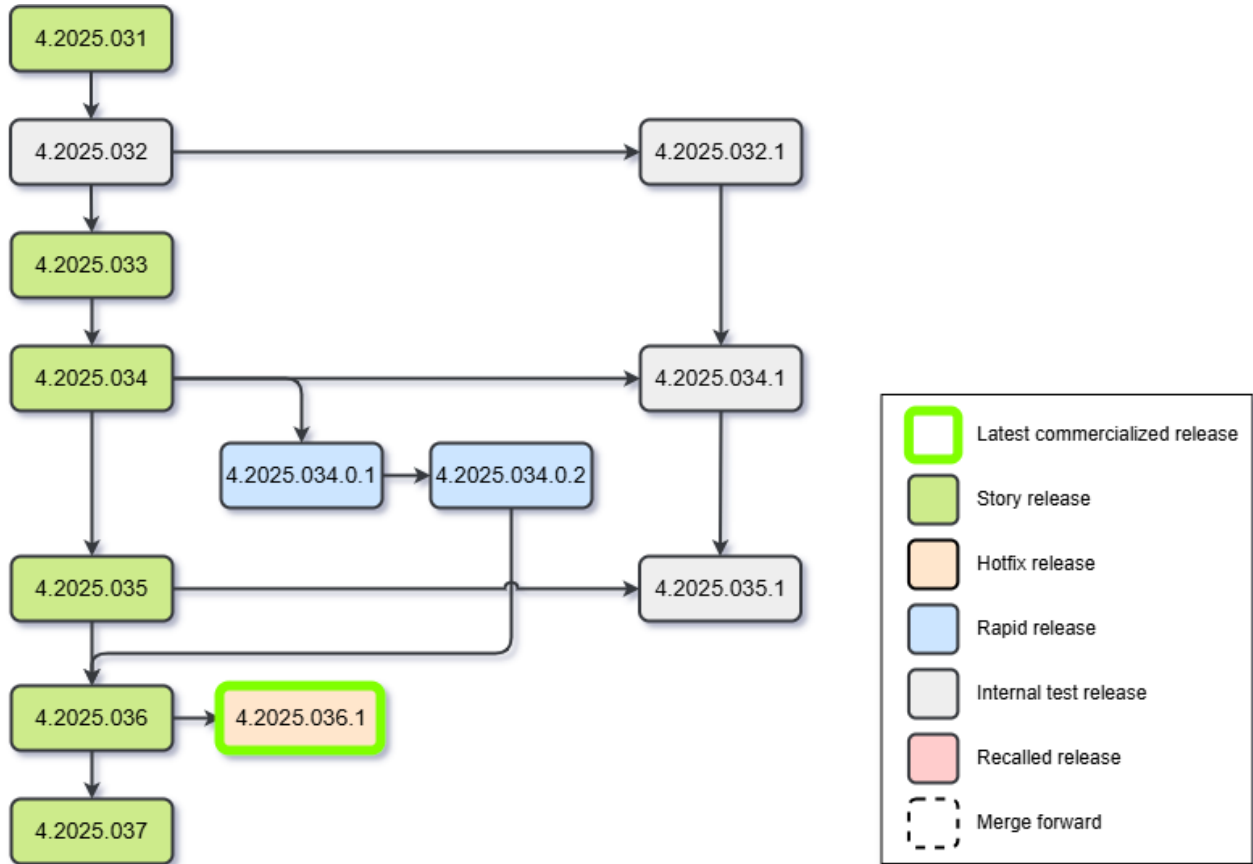 4.2025.031
4.2025.032
4.2025.032.1
4.2025.033
4.2025.034
4.2025.034.1
4.2025.034.0.1
4.2025.034.0.2
4.2025.035
4.2025.035.1
4.2025.036
4.2025.036.1
4.2025.037
Latest commercialized release
Story release
Hotfix release
Rapid release
Internal test release
Recalled release
Merge forward